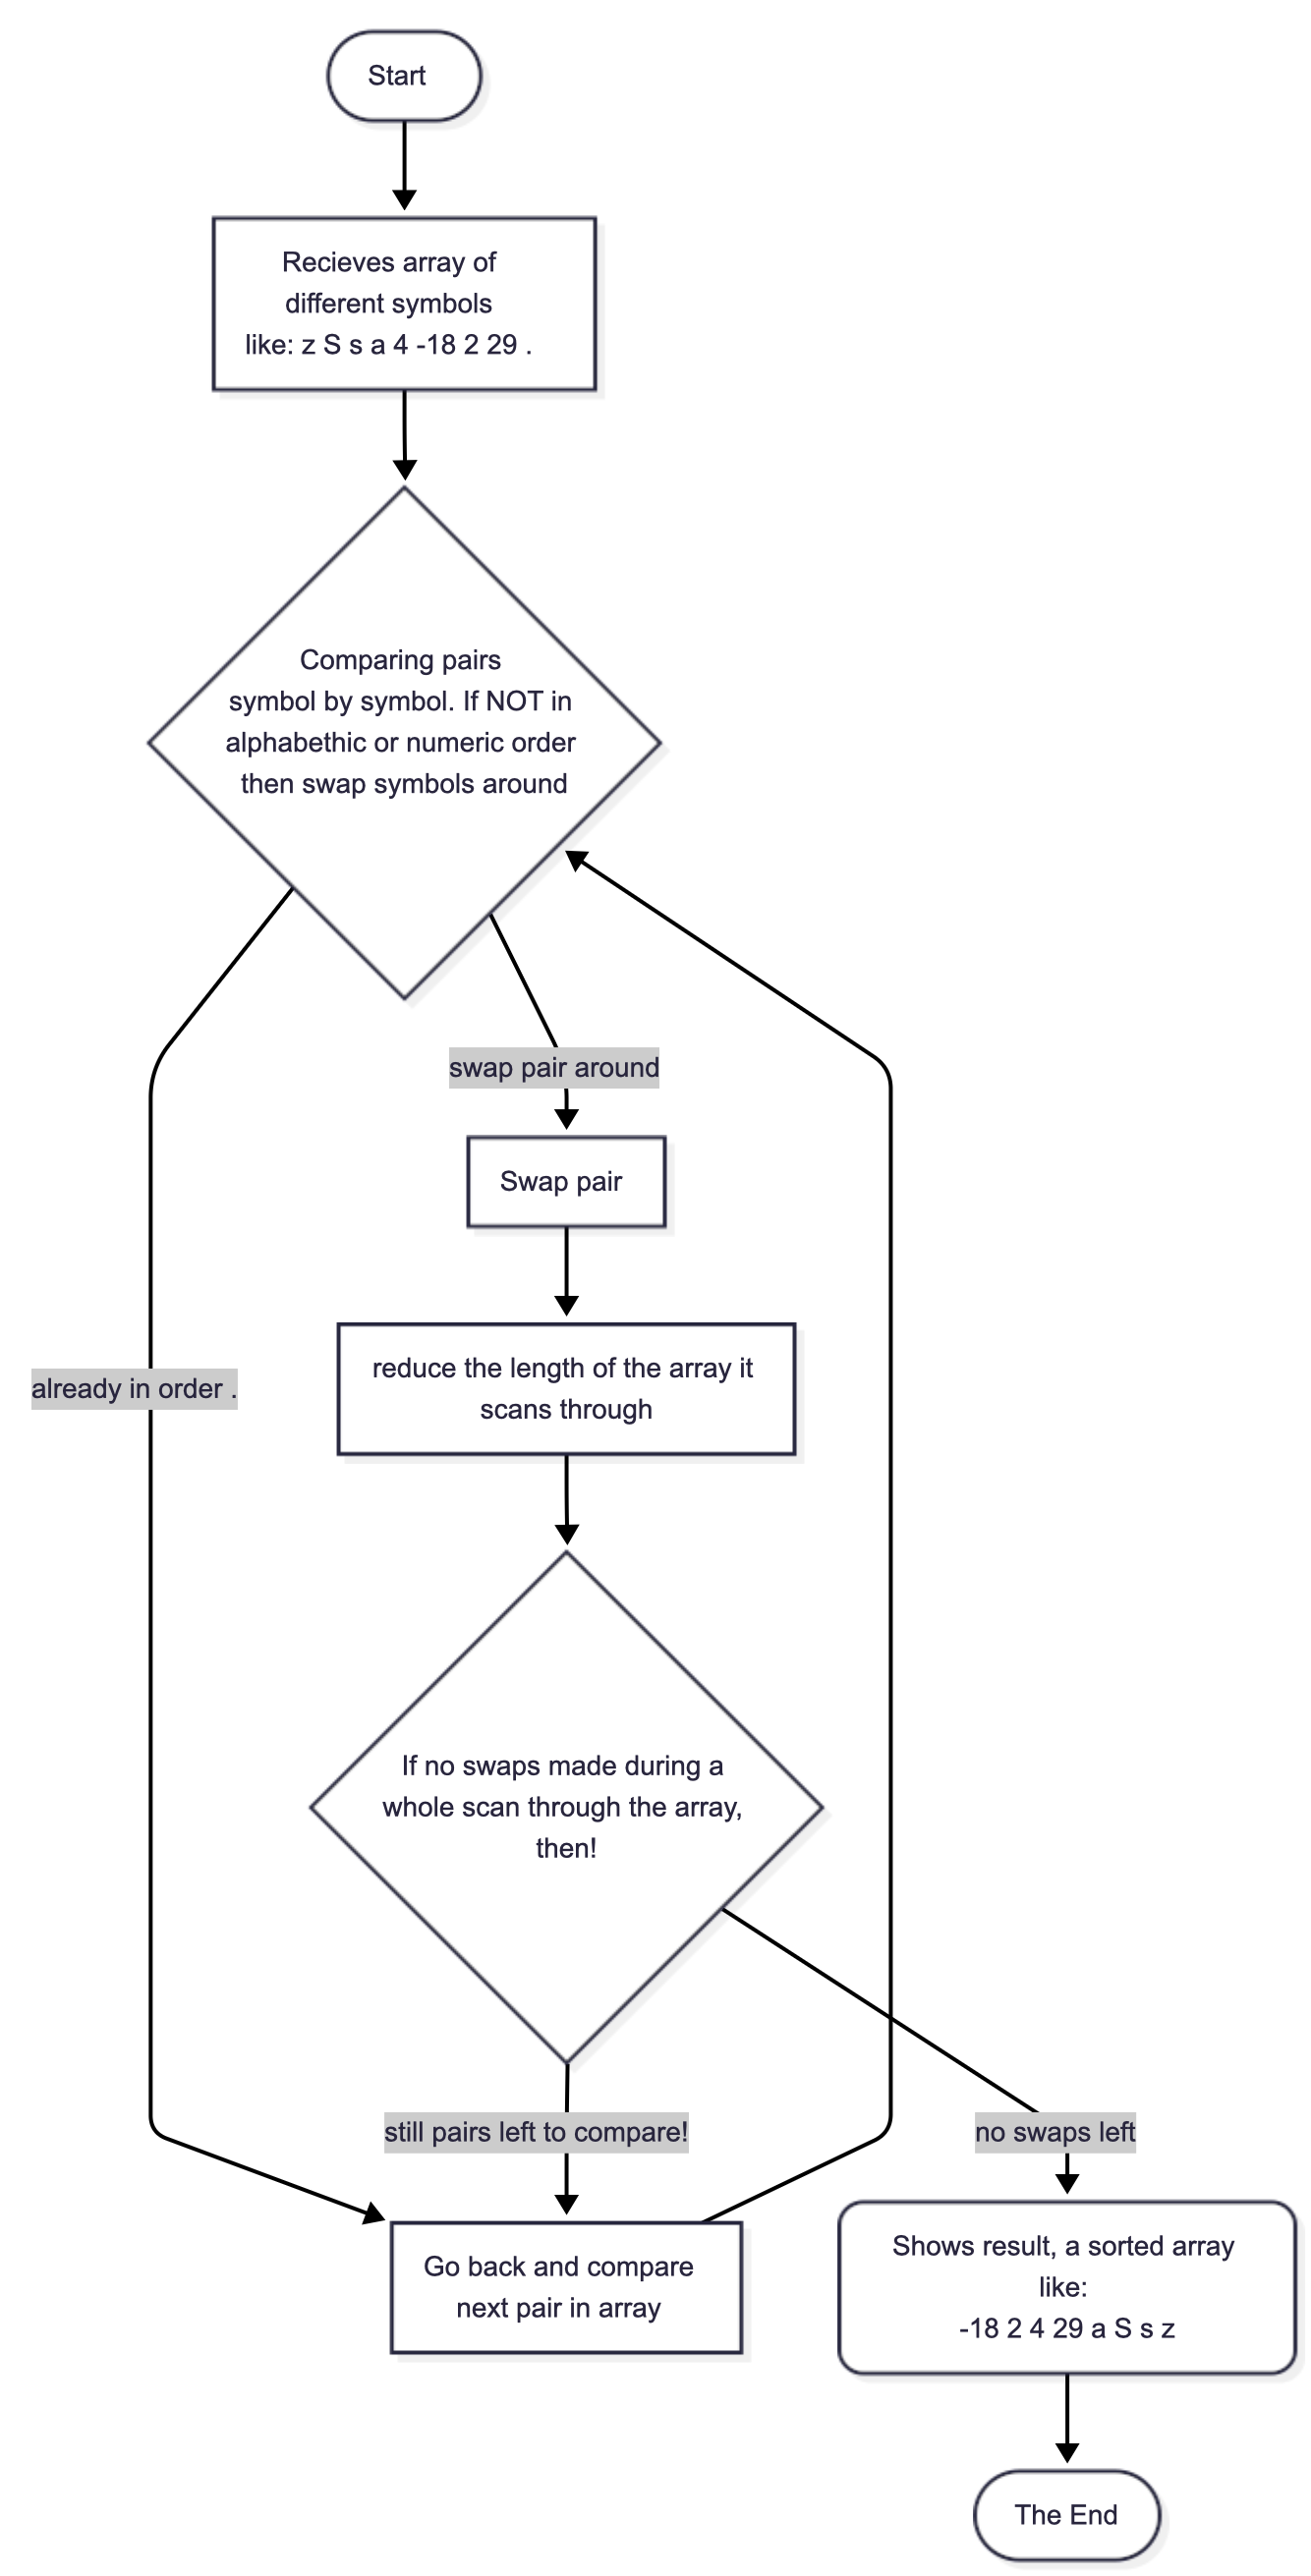 Start
Recieves array of
different symbols
like: z S s a 4 -18 2 29 .
Comparing pairs
symbol by symbol. If NOT in
alphabethic or numeric order
then swap symbols around
swap pair around
Swap pair
already in order .
reduce the length of the array it
scans through
If no swaps made during a
whole scan through the array,
then!
still pairs left to compare!
no swaps left
Go back and compare
next pair in array
Shows result, a sorted array
like:
-18 2 4 29 a S s z
The End